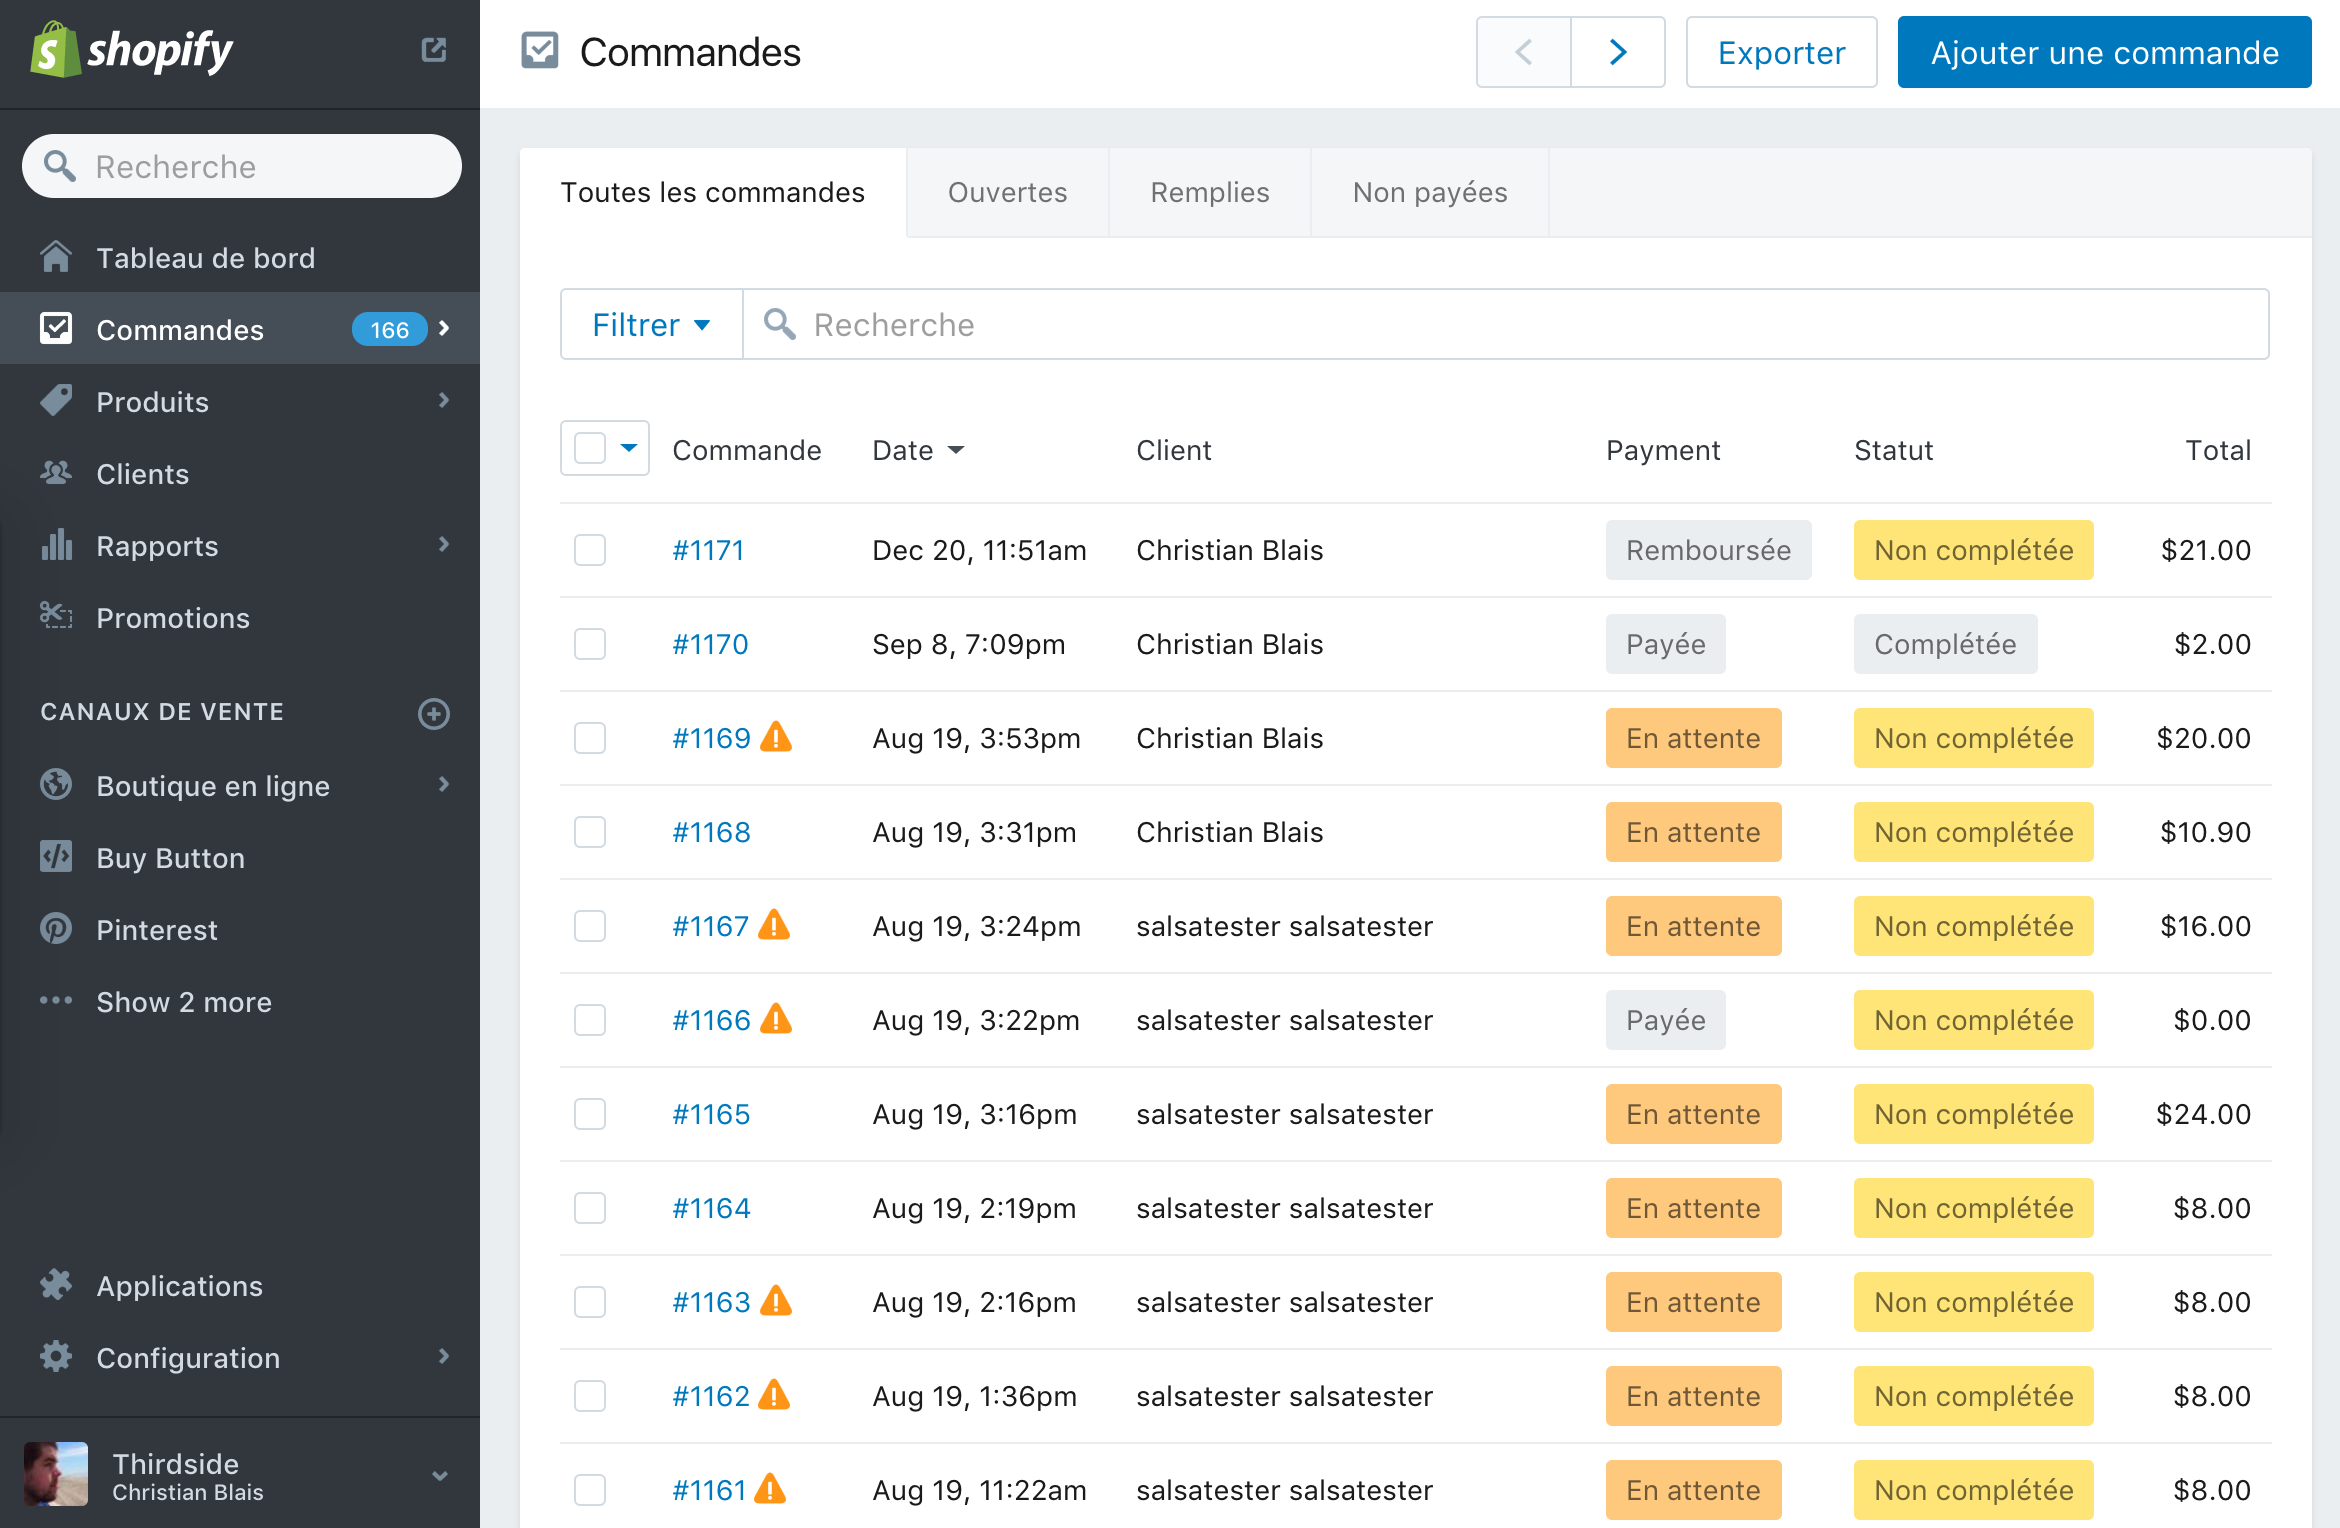 shopify
Recherche
Tableau de bord
Commandes 166
Produits
Clients
Rapports
Promotions
CANAUX DE VENTE
Boutique en ligne
Buy Button
Pinterest
Show 2 more
Applications
Configuration
Thirdside
Christian Blais
Commandes Exporter Ajouter une commande
Toutes les commandes Ouvertes Remplies Non payées
Filtrer Recherche
Commande Date Client Payment Statut Total
#1171 Dec 20, 11:51am Christian Blais Remboursée Non complétée $21.00
#1170 Sep 8, 7:09pm Christian Blais Payée Complétée $2.00
#1169 Aug 19, 3:53pm Christian Blais En attente Non complétée $20.00
#1168 Aug 19, 3:31pm Christian Blais En attente Non complétée $10.90
#1167 Aug 19, 3:24pm salsatester salsatester En attente Non complétée $16.00
#1166 Aug 19, 3:22pm salsatester salsatester Payée Non complétée $0.00
#1165 Aug 19, 3:16pm salsatester salsatester En attente Non complétée $24.00
#1164 Aug 19, 2:19pm salsatester salsatester En attente Non complétée $8.00
#1163 Aug 19, 2:16pm salsatester salsatester En attente Non complétée $8.00
#1162 Aug 19, 1:36pm salsatester salsatester En attente Non complétée $8.00
#1161 Aug 19, 11:22am salsatester salsatester En attente Non complétée $8.00